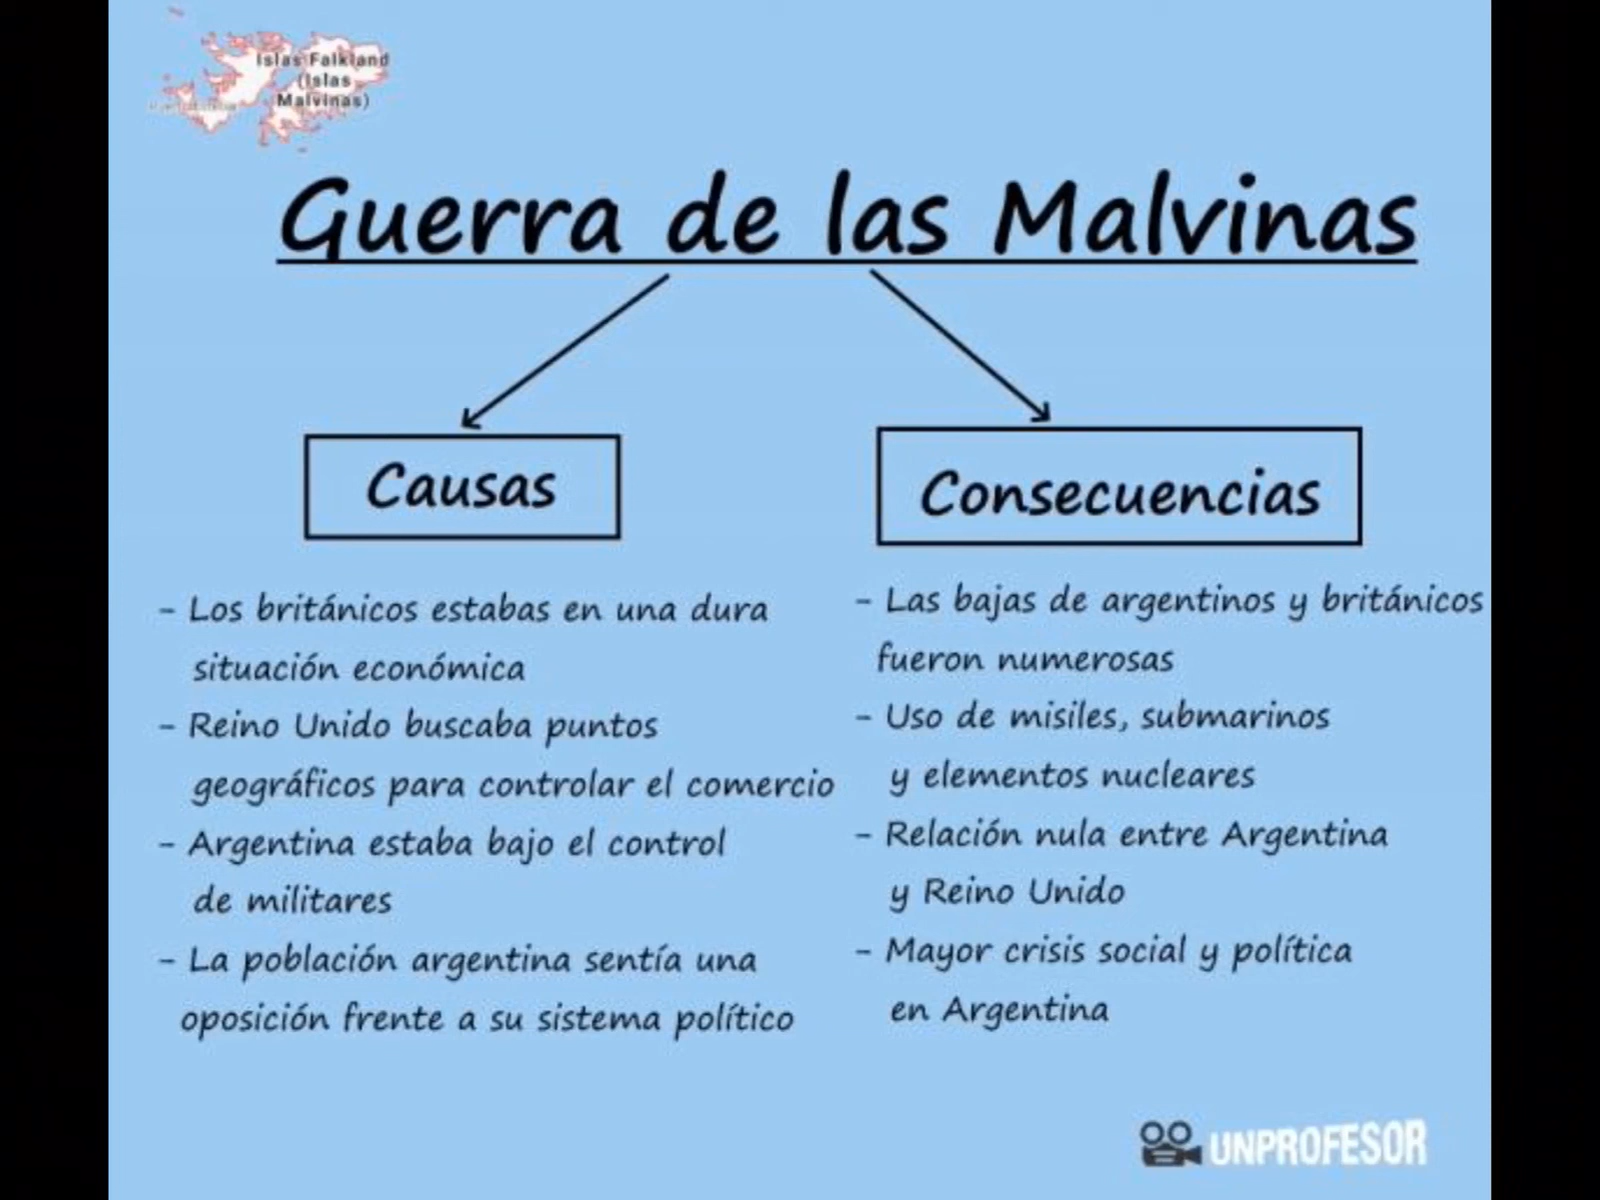 Islas Falkland
(Islas
Malvinas)
Guerra de las Malvinas
Causas
- Los británicos estabas en una dura
situación económica
- Reino Unido buscaba puntos
geográficos para controlar el comercio
- Argentina estaba bajo el control
de militares
- La población argentina sentía una
oposición frente a su sistema político
Consecuencias
- Las bajas de argentinos y británicos
fueron numerosas
- Uso de misiles, submarinos
y elementos nucleares
- Relación nula entre Argentina
y Reino Unido
- Mayor crisis social y política
en Argentina
UNPROFESOR